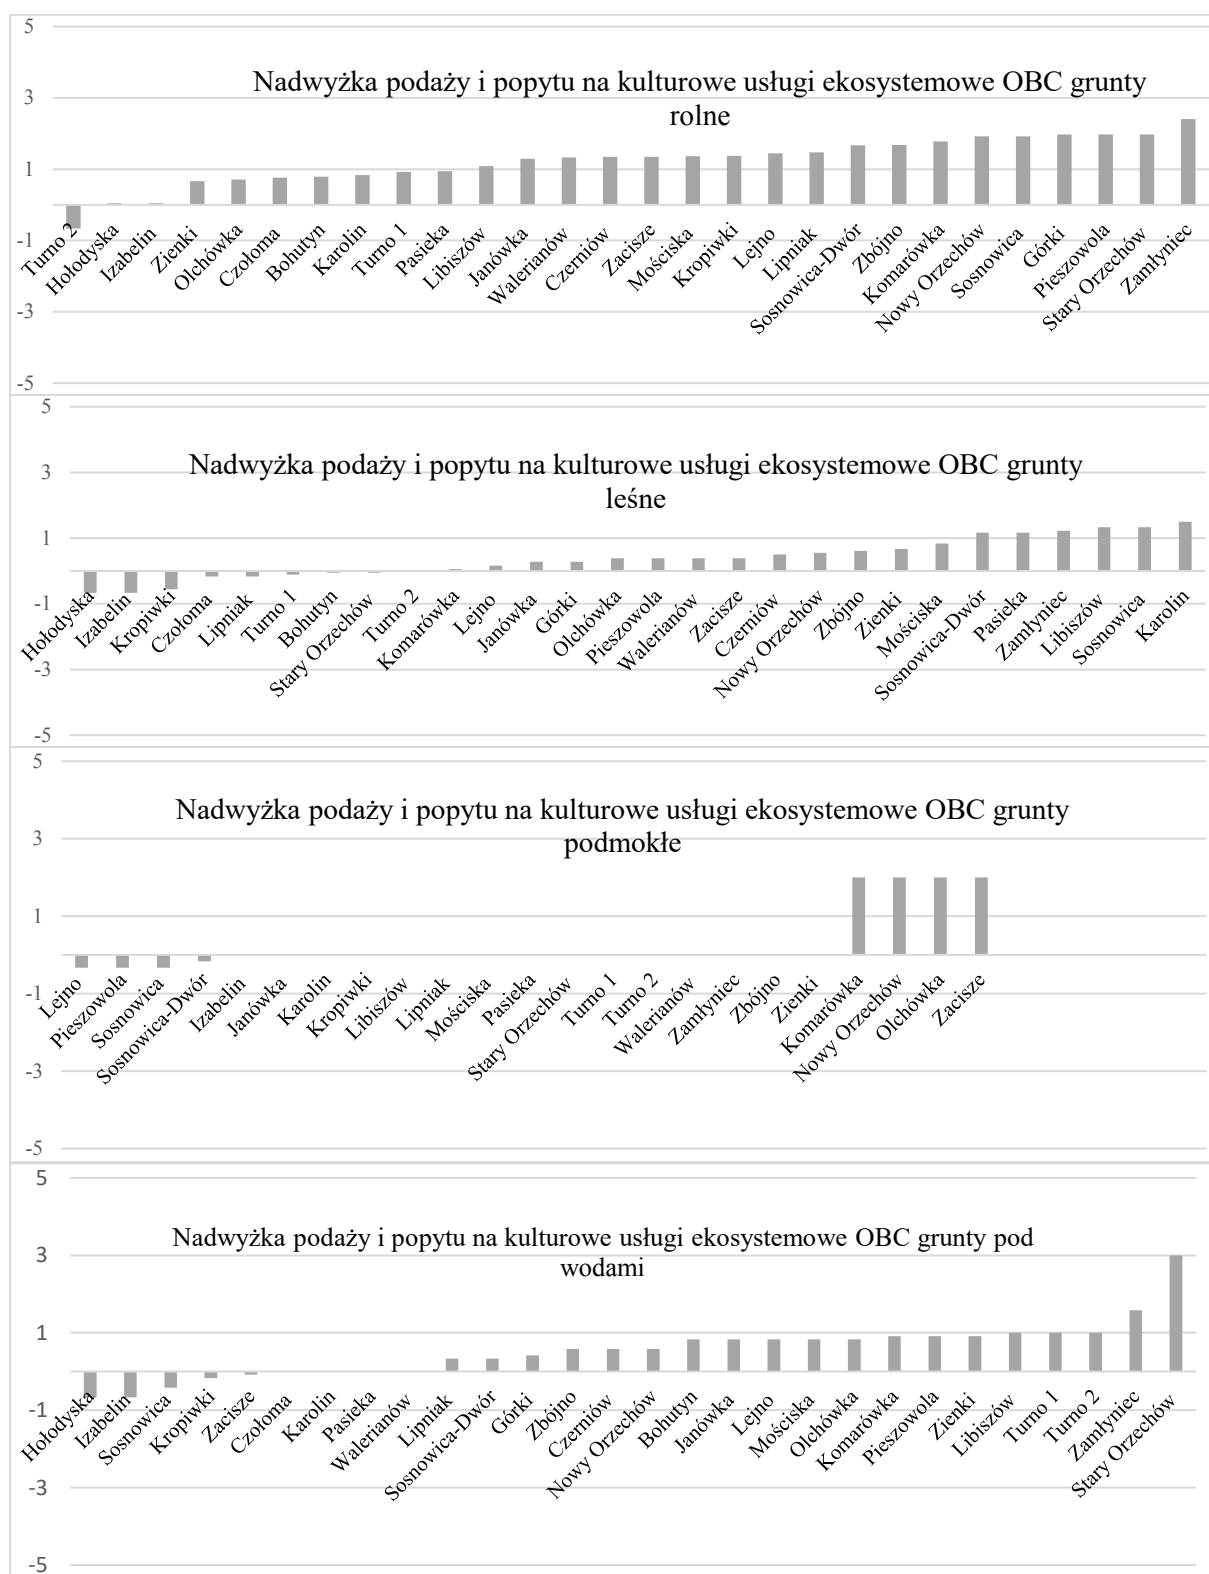 5
Nadwyżka podaży i popytu na kulturowe usługi ekosystemowe OBC grunty
rolne
3
1
-1
-3
-5
Turno 2
Hołodyska
Izabelin
Zienki
Olchówka
Czołoma
Bohutyn
Karolin
Turno 1
Pasieka
Libiszów
Janówka
Walerianów
Czerniów
Zacisze
Mościska
Kropiwki
Lejno
Lipniak
Sosnowica-Dwór
Zbójno
Komarówka
Nowy Orzechów
Sosnowica
Górki
Pieszowola
Stary Orzechów
Zamłyniec
5
Nadwyżka podaży i popytu na kulturowe usługi ekosystemowe OBC grunty
leśne
3
1
-1
-3
-5
Hołodyska
Izabelin
Kropiwki
Czołoma
Lipniak
Turno 1
Bohutyn
Stary Orzechów
Turno 2
Komarówka
Lejno
Janówka
Górki
Olchówka
Pieszowola
Walerianów
Zacisze
Czerniów
Nowy Orzechów
Zbójno
Zienki
Mościska
Sosnowica-Dwór
Pasieka
Zamłyniec
Libiszów
Sosnowica
Karolin
5
Nadwyżka podaży i popytu na kulturowe usługi ekosystemowe OBC grunty
podmokłe
3
1
-1
-3
-5
Lejno
Pieszowola
Sosnowica
Sosnowica-Dwór
Izabelin
Janówka
Karolin
Kropiwki
Libiszów
Lipniak
Mościska
Pasieka
Stary Orzechów
Turno 1
Turno 2
Walerianów
Zamłyniec
Zbójno
Zienki
Komarówka
Nowy Orzechów
Olchówka
Zacisze
5
Nadwyżka podaży i popytu na kulturowe usługi ekosystemowe OBC grunty pod
wodami
3
1
-1
-3
-5
Hołodyska
Izabelin
Sosnowica
Kropiwki
Zacisze
Czołoma
Karolin
Pasieka
Walerianów
Lipniak
Sosnowica-Dwór
Górki
Zbójno
Czerniów
Nowy Orzechów
Bohutyn
Janówka
Lejno
Mościska
Olchówka
Komarówka
Pieszowola
Zienki
Libiszów
Turno 1
Turno 2
Zamłyniec
Stary Orzechów